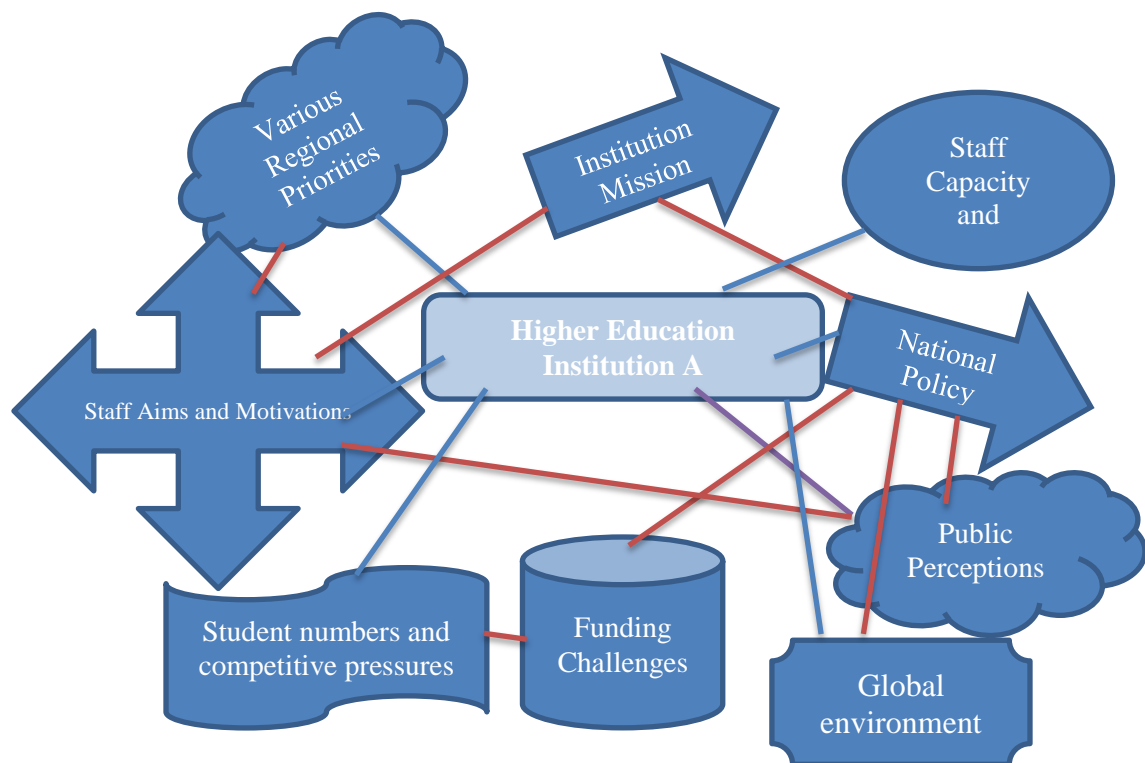 Various
Regional
Priorities
Institution
Mission
Staff
Capacity
and
Higher Education
Institution A
National
Policy
Staff Aims and Motivations
Public
Perceptions
Student numbers and
competitive pressures
Funding
Challenges
Global
environment